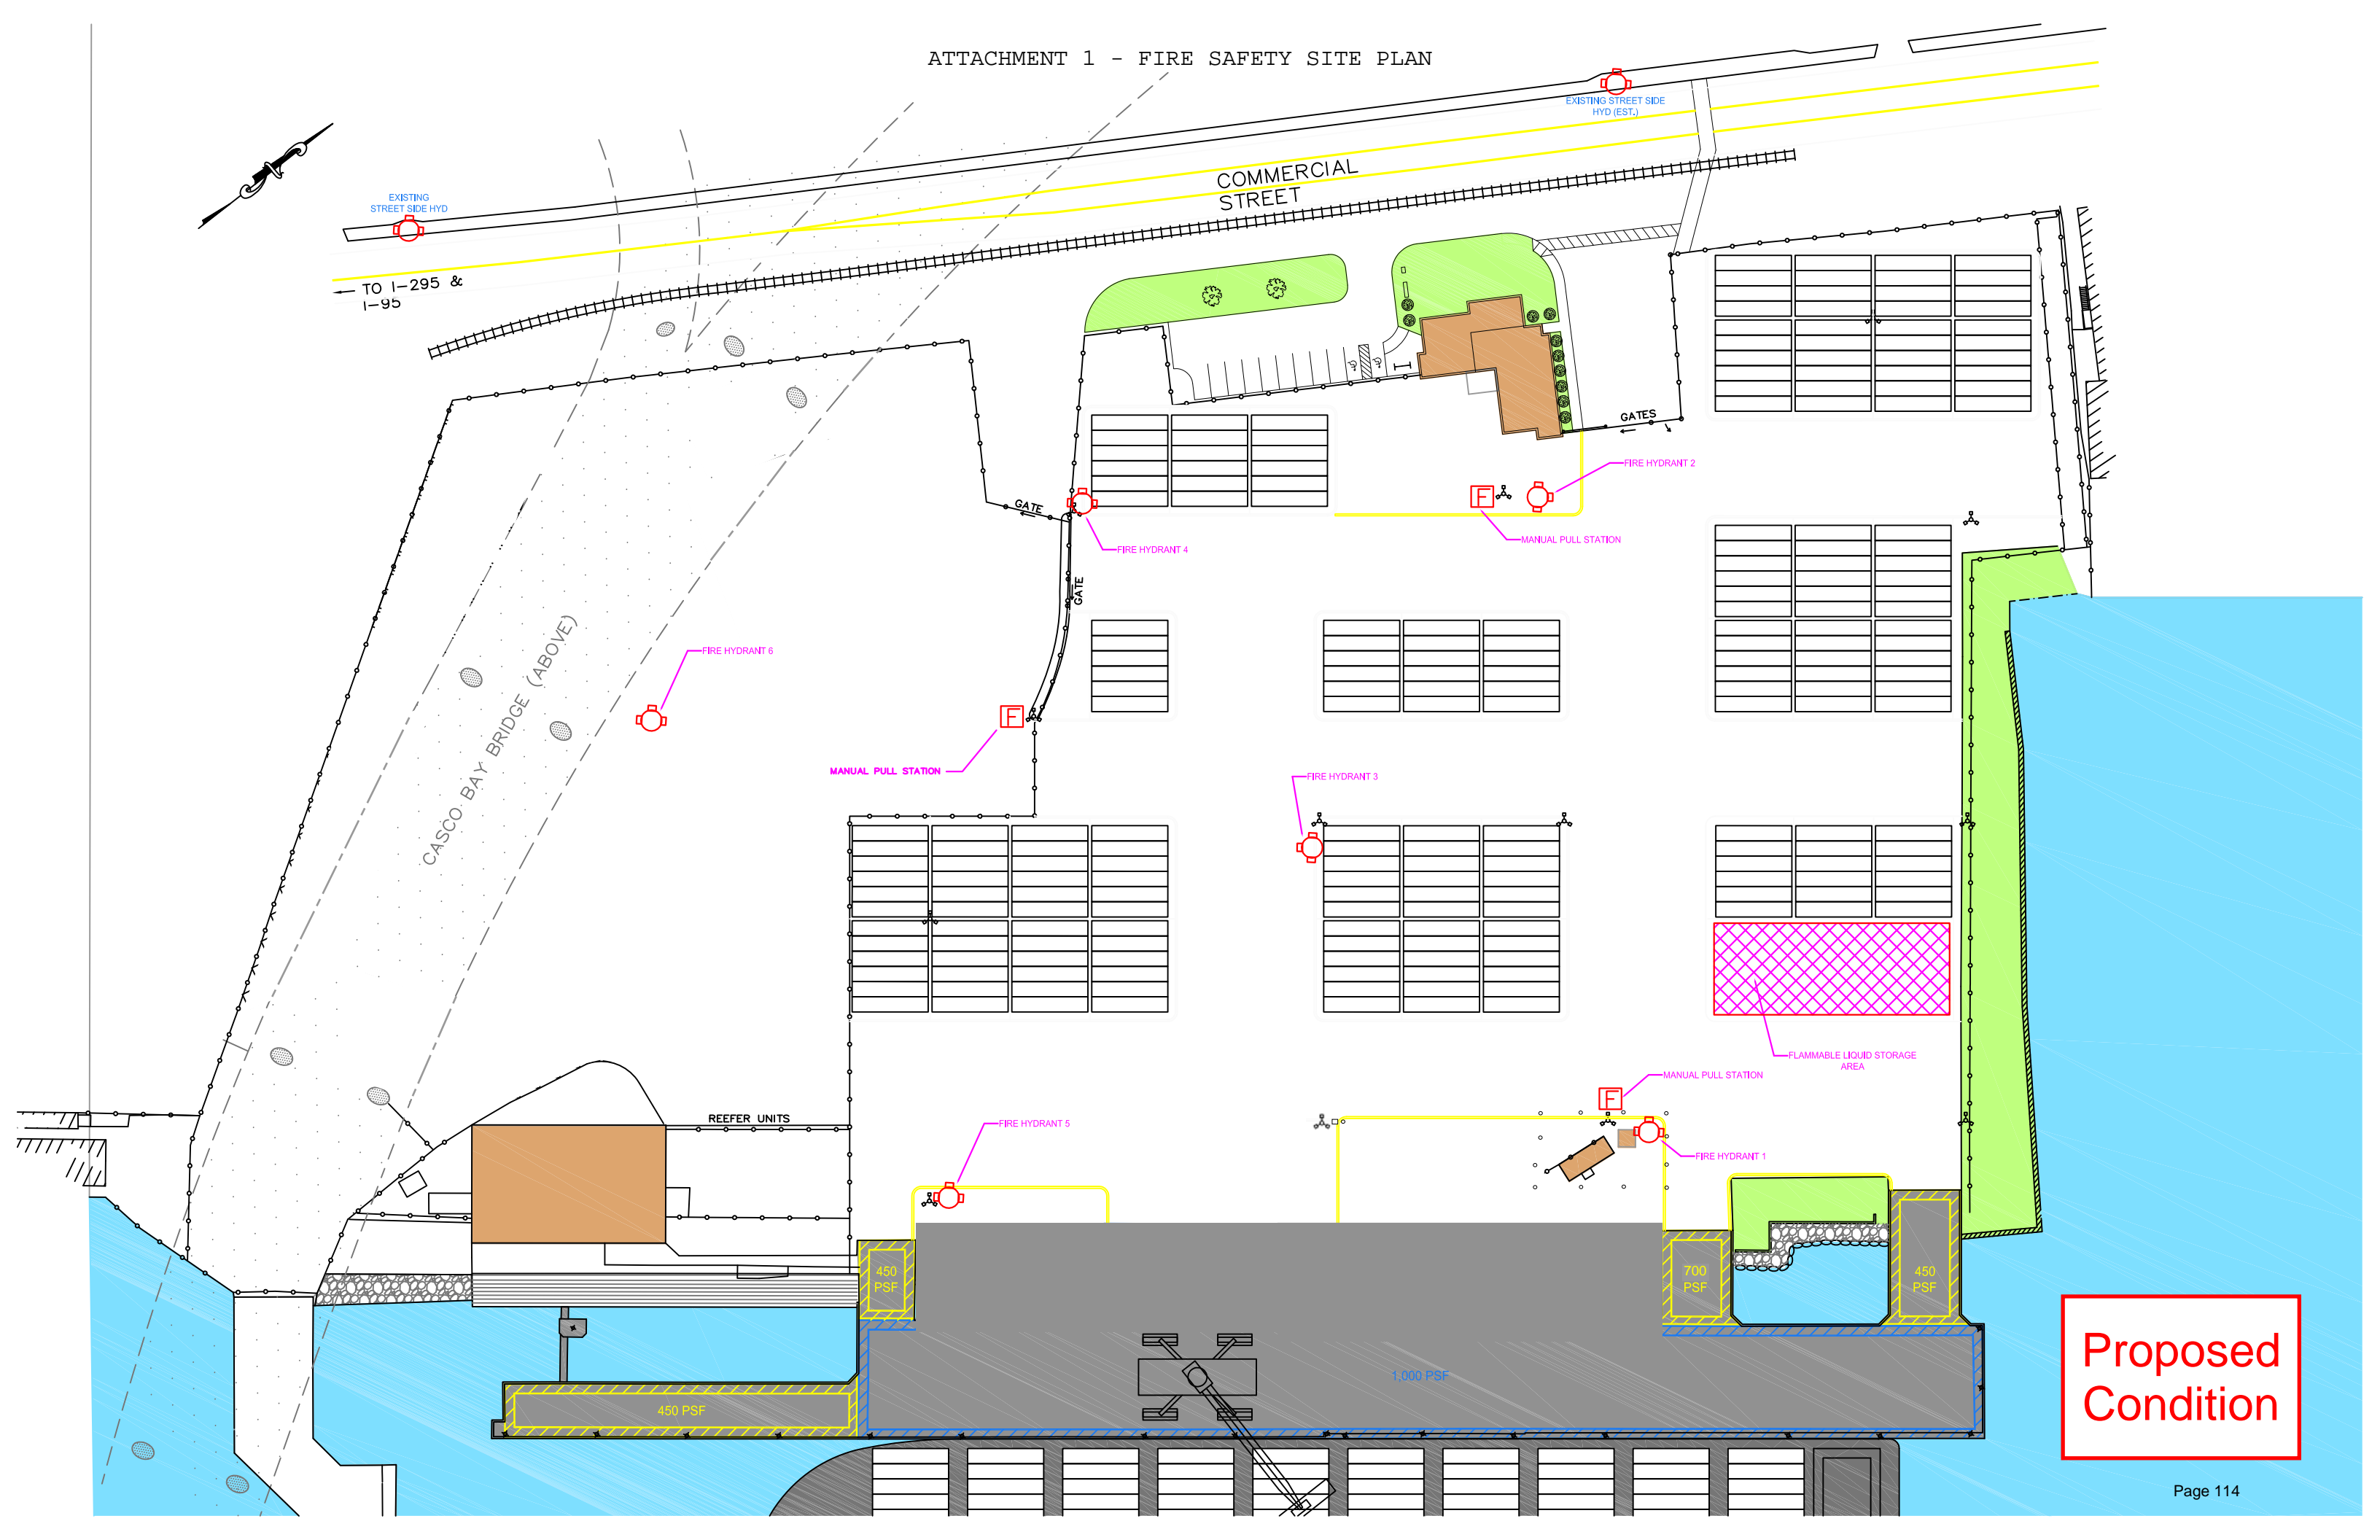 ATTACHMENT 1 - FIRE SAFETY SITE PLAN
EXISTING STREET SIDE
HYD (EST.)
COMMERCIAL
STREET
EXISTING
STREET SIDE HYD
TO I-295 &
I-95
GATES
FIRE HYDRANT 2
F
MANUAL PULL STATION
GATE
FIRE HYDRANT 4
GATE
CASCO BAY BRIDGE (ABOVE)
FIRE HYDRANT 6
F
MANUAL PULL STATION
FIRE HYDRANT 3
FLAMMABLE LIQUID STORAGE
AREA
MANUAL PULL STATION
F
REEFER UNITS
FIRE HYDRANT 5
FIRE HYDRANT 1
450
PSF
700
PSF
450
PSF
1,000 PSF
450 PSF
Proposed
Condition
Page 114